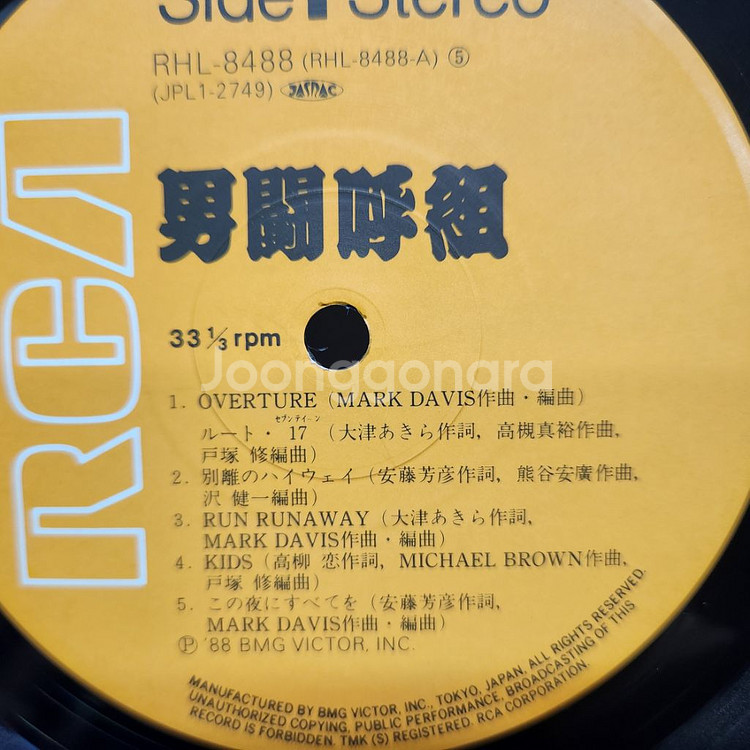 Side 1 Stereo
RHL-8488 (RHL-8488-A) ⑤
(JPL1-2749) JASRAC
RCA
男闘呼組
33 1/3 rpm
Joonggonara
1. OVERTURE (MARK DAVIS作曲・編曲)
セブンティーン
ルート・17 (大津あきら作詞, 高槻真裕作曲,
戸塚 修編曲)
2. 別離のハイウェイ (安藤芳彦作詞, 熊谷安廣作曲,
沢 健一編曲)
3. RUN RUNAWAY (大津あきら作詞,
MARK DAVIS作曲・編曲)
4. KIDS (高柳 恋作詞, MICHAEL BROWN作曲,
戸塚 修編曲)
5. この夜にすべてを (安藤芳彦作詞,
MARK DAVIS作曲・編曲)
Ⓟ '88 BMG VICTOR, INC.
MANUFACTURED BY BMG VICTOR, INC., TOKYO, JAPAN. ALL RIGHTS RESERVED.
UNAUTHORIZED COPYING, PUBLIC PERFORMANCE, BROADCASTING OF THIS
RECORD IS FORBIDDEN. TMK (S) REGISTERED. RCA CORPORATION.